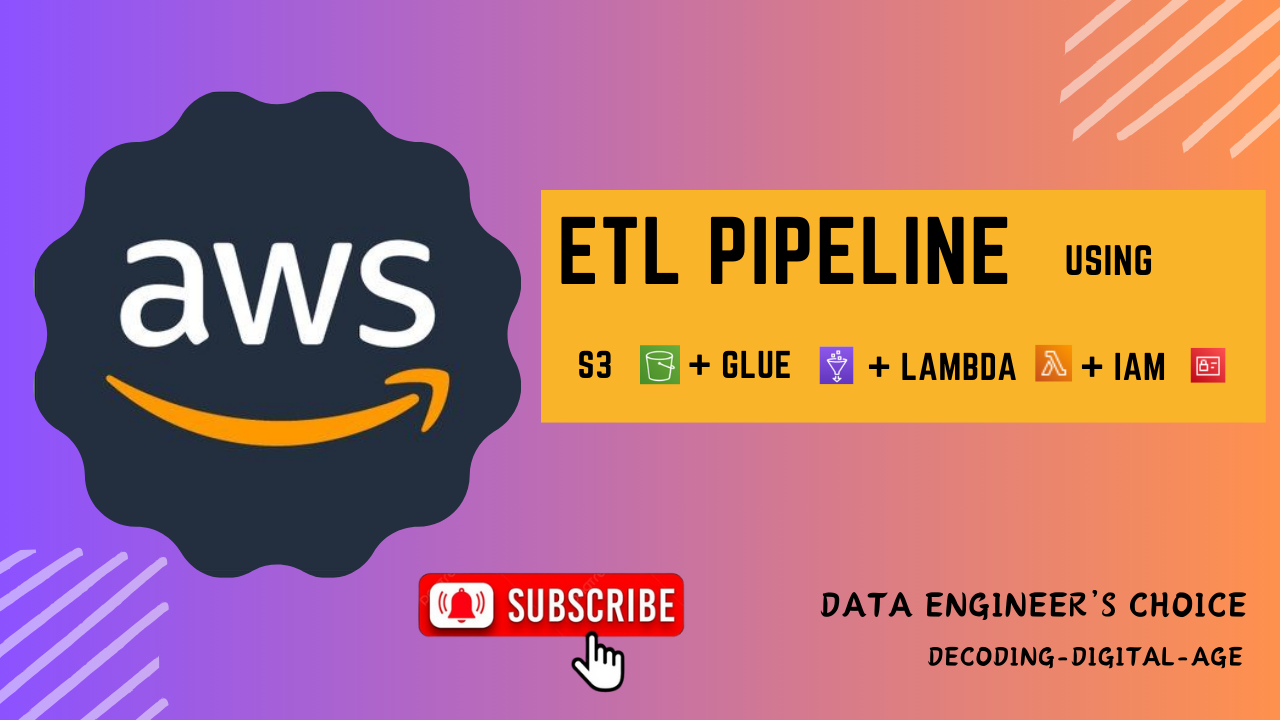 aws
ETL PIPELINE USING
S3 + GLUE + LAMBDA + IAM
SUBSCRIBE
DATA ENGINEER'S CHOICE
DECODING-DIGITAL-AGE